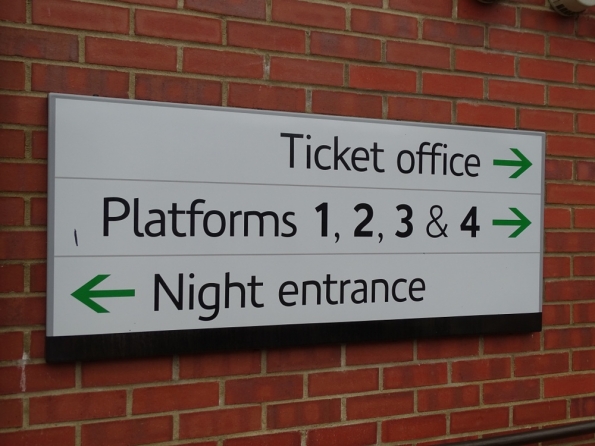 Ticket office →
Platforms 1, 2, 3 & 4 →
← Night entrance